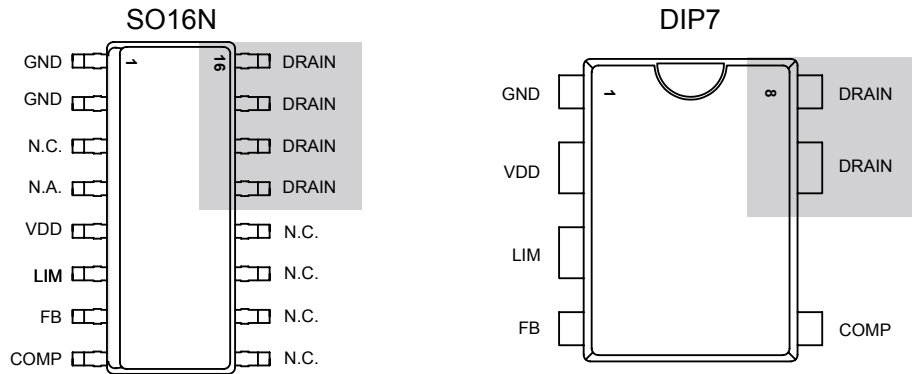 SO16N
GND 1 16 DRAIN
GND DRAIN
N.C. DRAIN
N.A. DRAIN
VDD N.C.
LIM N.C.
FB N.C.
COMP N.C.
DIP7
GND 1 8 DRAIN
VDD DRAIN
LIM
FB COMP